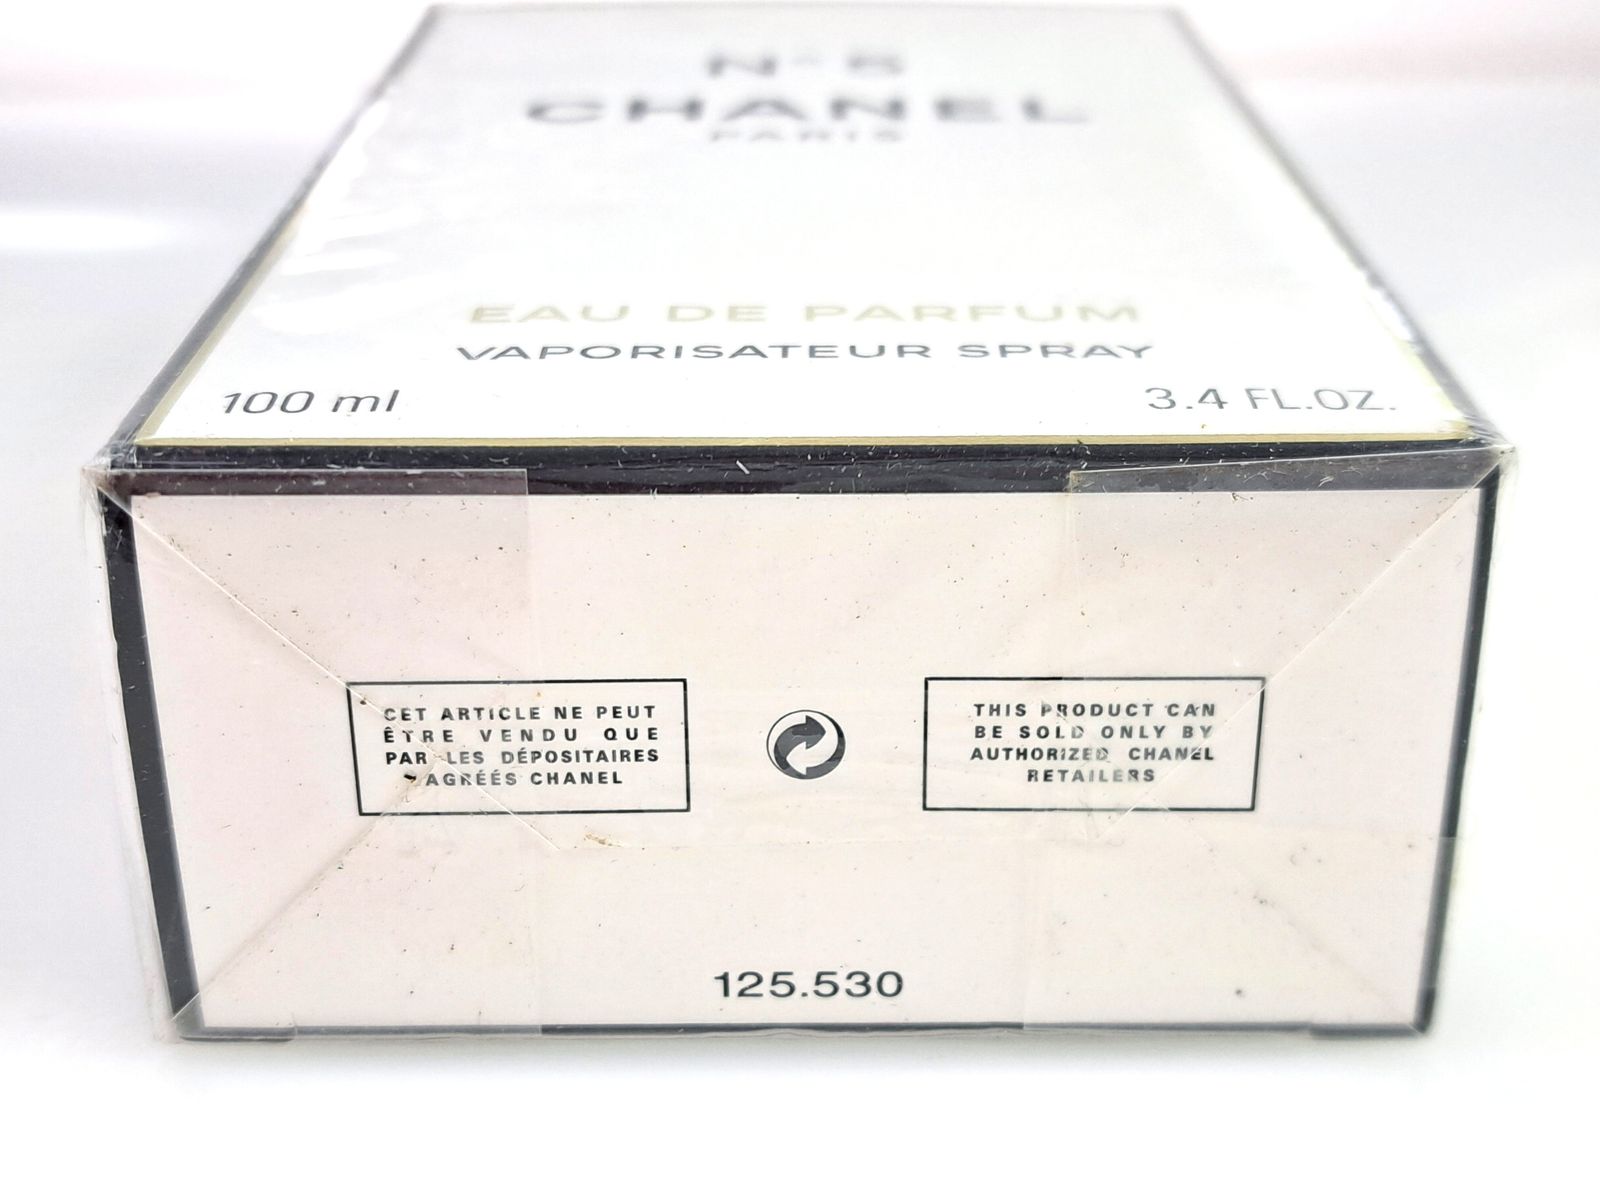 N°5
CHANEL
PARIS
EAU DE PARFUM
VAPORISATEUR SPRAY
100 ml
3.4 FL.OZ.
CET ARTICLE NE PEUT
ÊTRE VENDU QUE
PAR LES DÉPOSITAIRES
AGRÉÉS CHANEL
THIS PRODUCT CAN
BE SOLD ONLY BY
AUTHORIZED CHANEL
RETAILERS
125.530